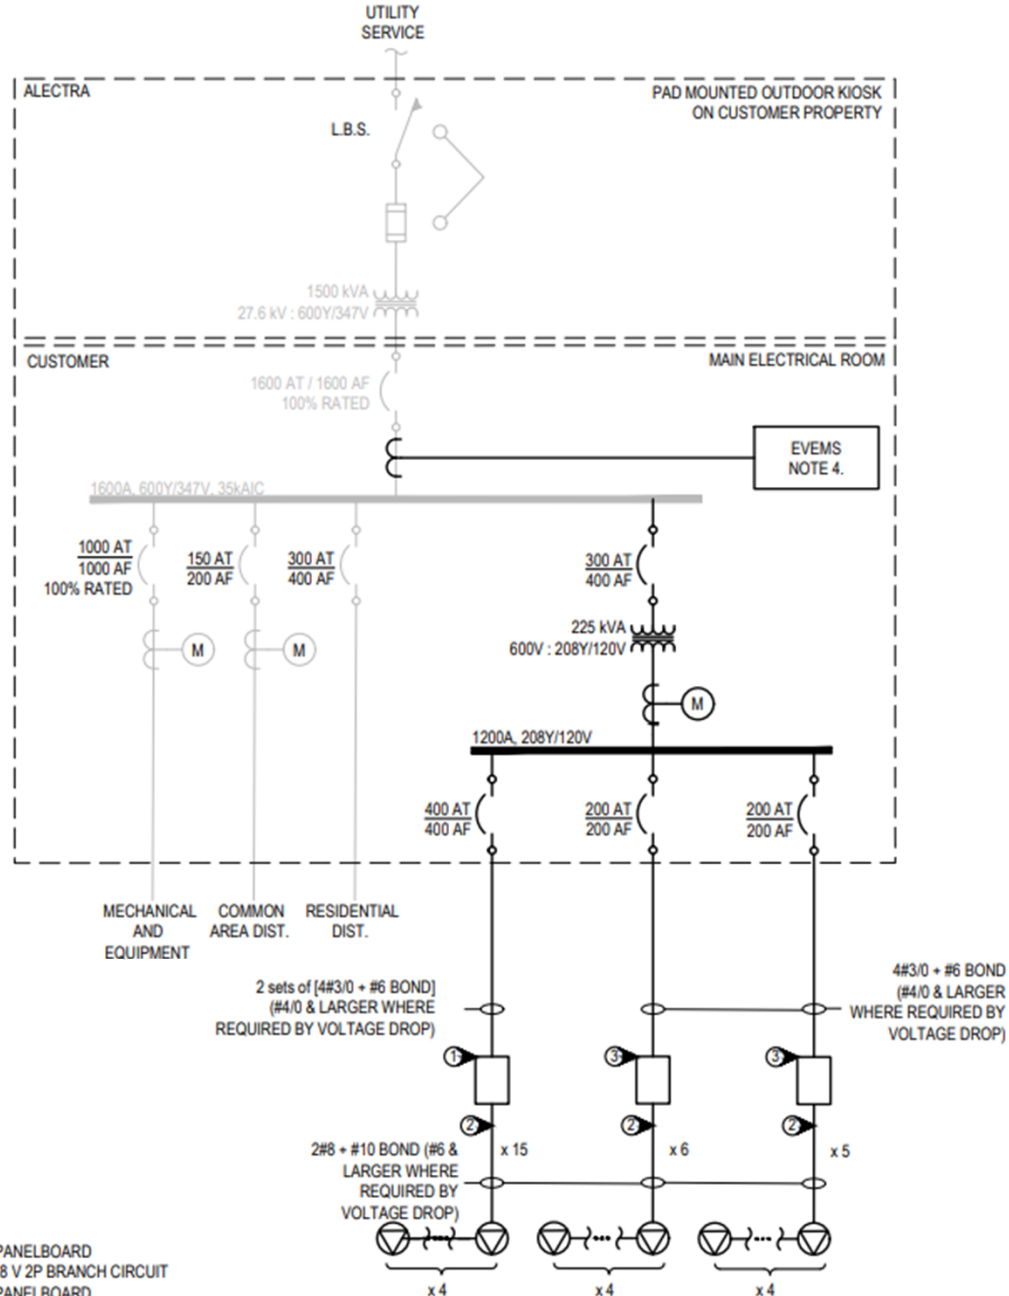 UTILITY
SERVICE
ALECTRA
PAD MOUNTED OUTDOOR KIOSK
ON CUSTOMER PROPERTY
L.B.S.
1500 kVA
27.6 kV : 600Y/347V
CUSTOMER
MAIN ELECTRICAL ROOM
1600 AT / 1600 AF
100% RATED
EVEMS
NOTE 4.
1600A, 600Y/347V, 35kAIC
1000 AT
1000 AF
100% RATED
150 AT
200 AF
300 AT
400 AF
300 AT
400 AF
225 kVA
600V : 208Y/120V
M
M
M
1200A, 208Y/120V
400 AT
400 AF
200 AT
200 AF
200 AT
200 AF
MECHANICAL
AND
EQUIPMENT
COMMON
AREA DIST.
RESIDENTIAL
DIST.
2 sets of [4#3/0 + #6 BOND]
(#4/0 & LARGER WHERE
REQUIRED BY VOLTAGE DROP)
4#3/0 + #6 BOND
(#4/0 & LARGER
WHERE REQUIRED BY
VOLTAGE DROP)
1
3
3
2
2
2
2#8 + #10 BOND (#6 &
LARGER WHERE
REQUIRED BY
VOLTAGE DROP)
x 15
x 6
x 5
PANELBOARD
8 V 2P BRANCH CIRCUIT
PANELBOARD
x 4
x 4
x 4